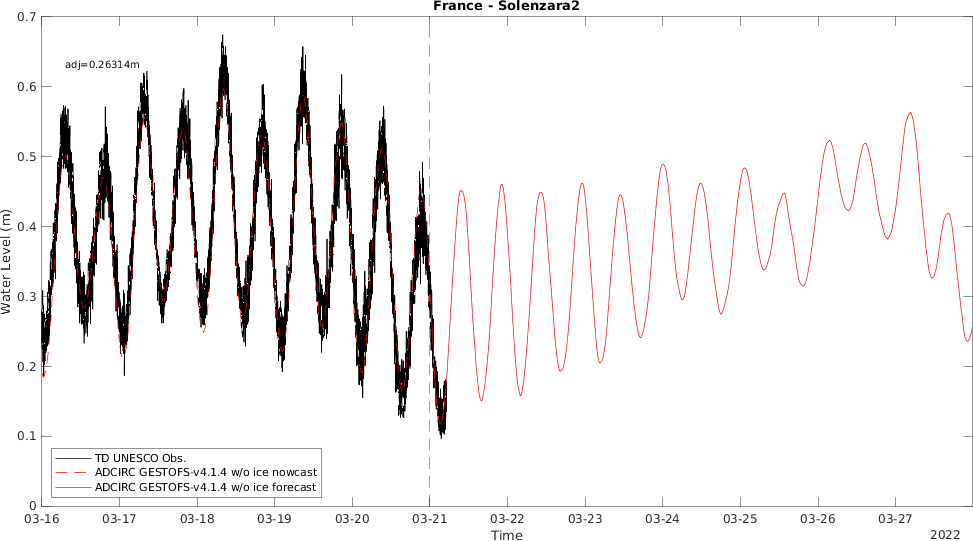 France - Solenzara2
adj=0.26314m
0.7
0.6
0.5
0.4
0.3
0.2
0.1
0
Water Level (m)
TD UNESCO Obs.
ADCIRC GESTOFS-v4.1.4 w/o ice nowcast
ADCIRC GESTOFS-v4.1.4 w/o ice forecast
03-16 03-17 03-18 03-19 03-20 03-21 03-22 03-23 03-24 03-25 03-26 03-27
Time
2022